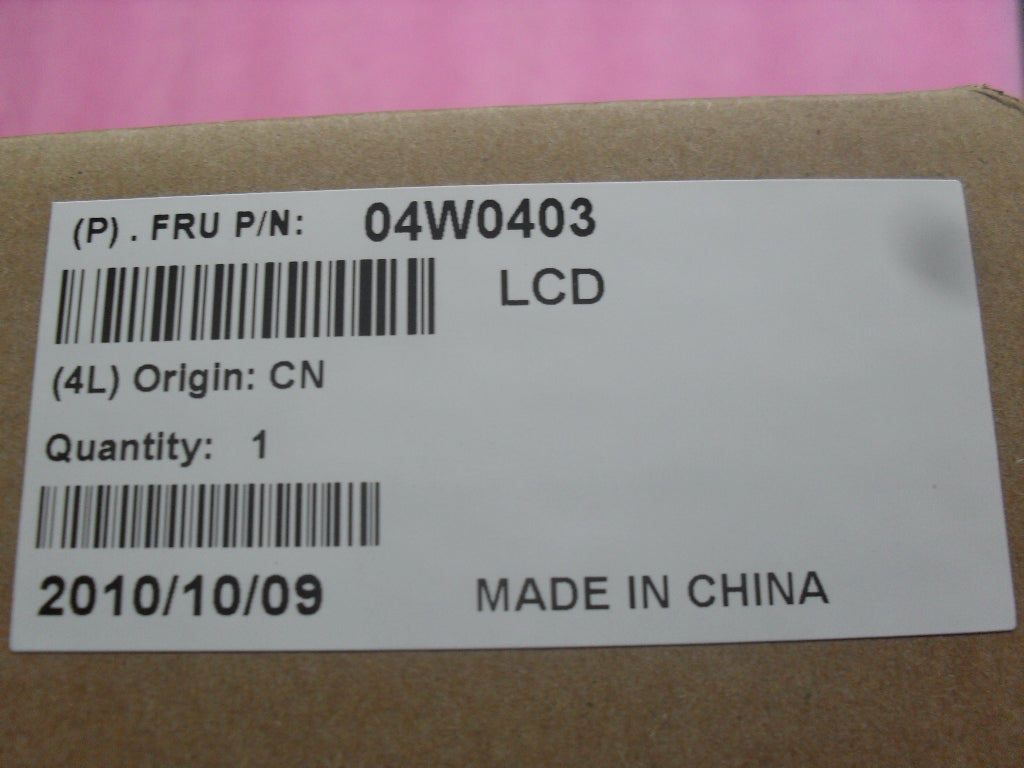 (P) . FRU P/N: 04W0403
LCD
(4L) Origin: CN
Quantity: 1
2010/10/09 MADE IN CHINA